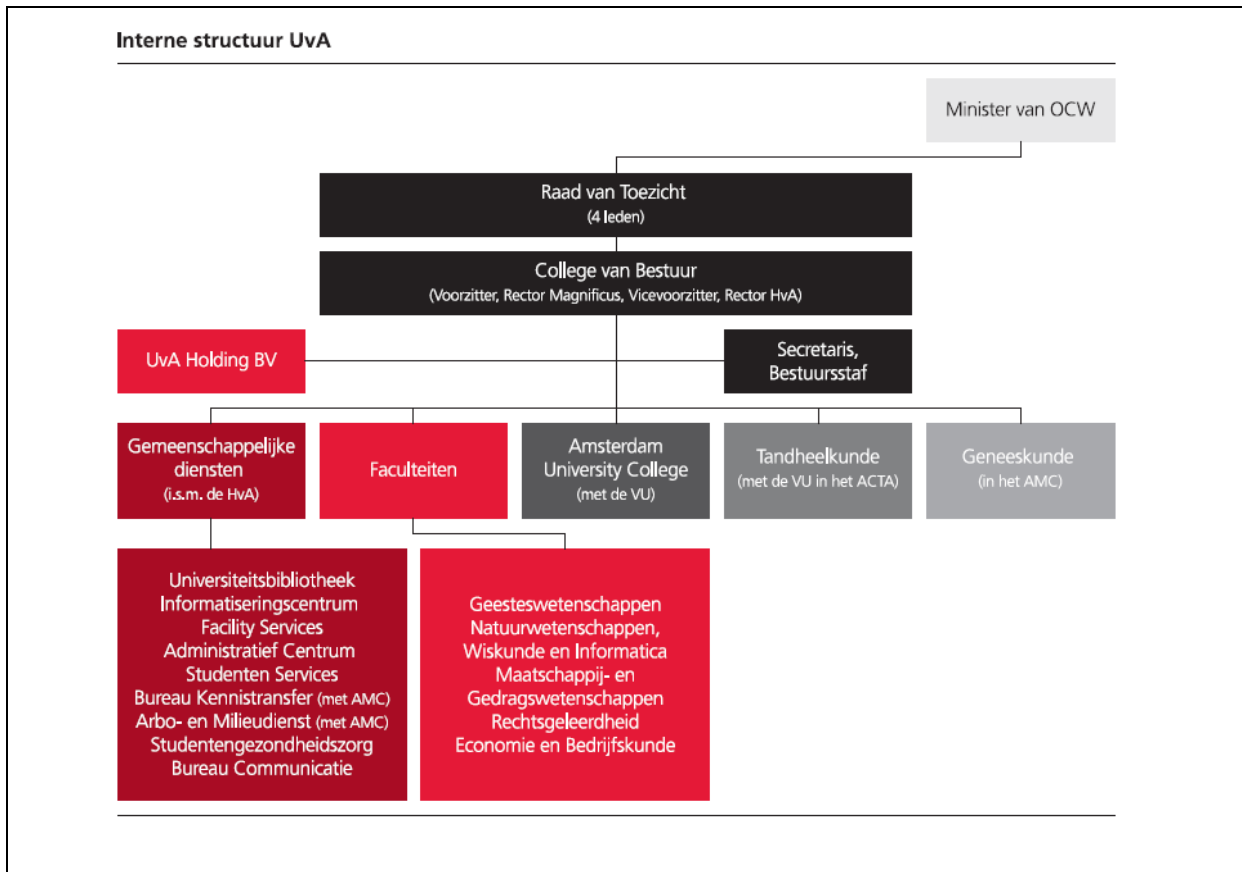 Interne structuur UvA
Minister van OCW
Raad van Toezicht
(4 leden)
College van Bestuur
(Voorzitter, Rector Magnificus, Vicevoorzitter, Rector HvA)
UvA Holding BV
Secretaris,
Bestuursstaf
Gemeenschappelijke
diensten
(i.s.m. de HvA)
Faculteiten
Amsterdam
University College
(met de VU)
Tandheelkunde
(met de VU in het ACTA)
Geneeskunde
(in het AMC)
Universiteitsbibliotheek
Informatiseringscentrum
Facility Services
Administratief Centrum
Studenten Services
Bureau Kennistransfer (met AMC)
Arbo- en Milieudienst (met AMC)
Studentengezondheidszorg
Bureau Communicatie
Geesteswetenschappen
Natuurwetenschappen,
Wiskunde en Informatica
Maatschappij- en
Gedragswetenschappen
Rechtsgeleerdheid
Economie en Bedrijfskunde